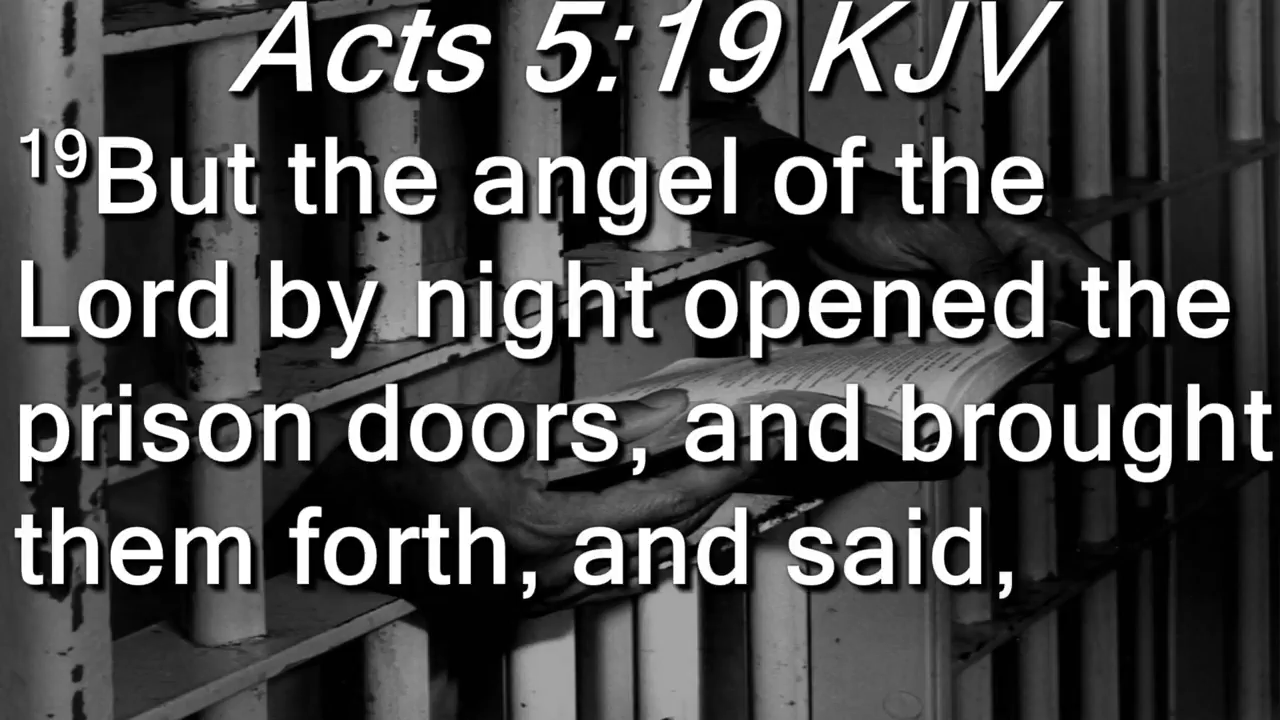 Acts 5:19 KJV
19But the angel of the
Lord by night opened the
prison doors, and brought
them forth, and said,